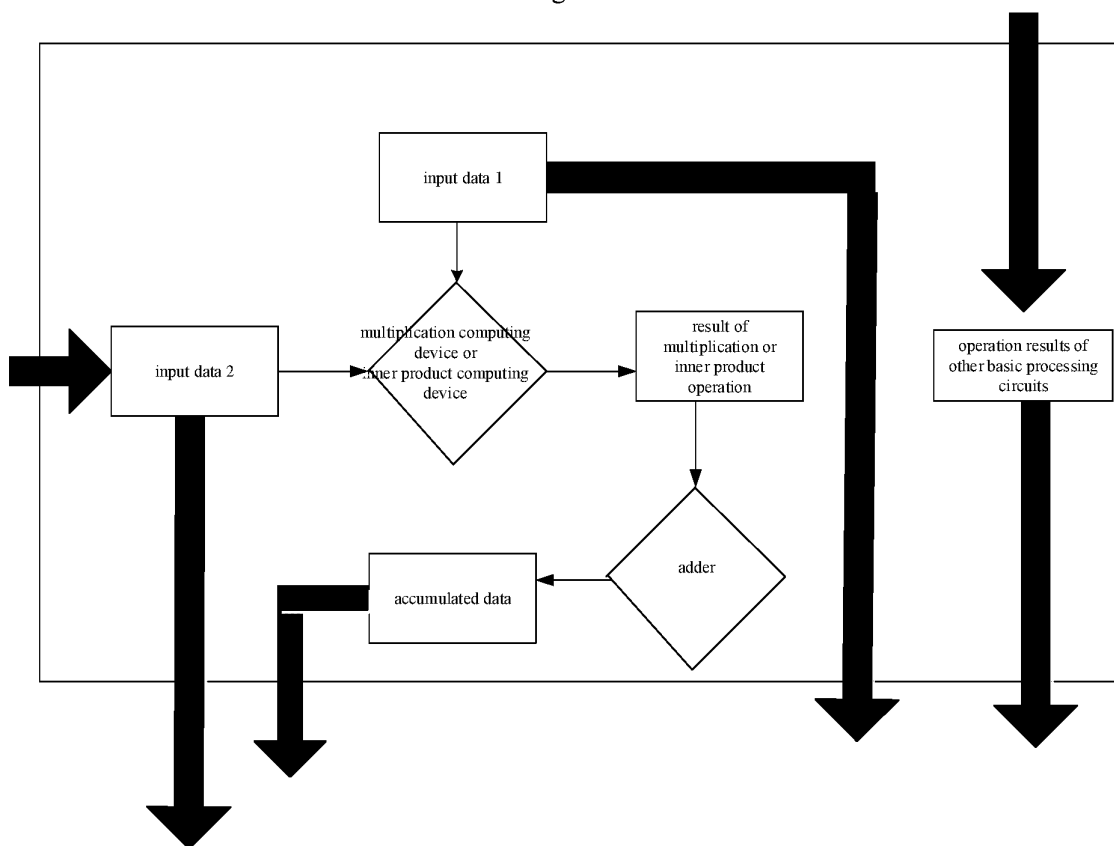 g
input data 1
multiplication computing
device or
inner product computing
device
result of
multiplication or
inner product
operation
operation results of
other basic processing
circuits
input data 2
adder
accumulated data